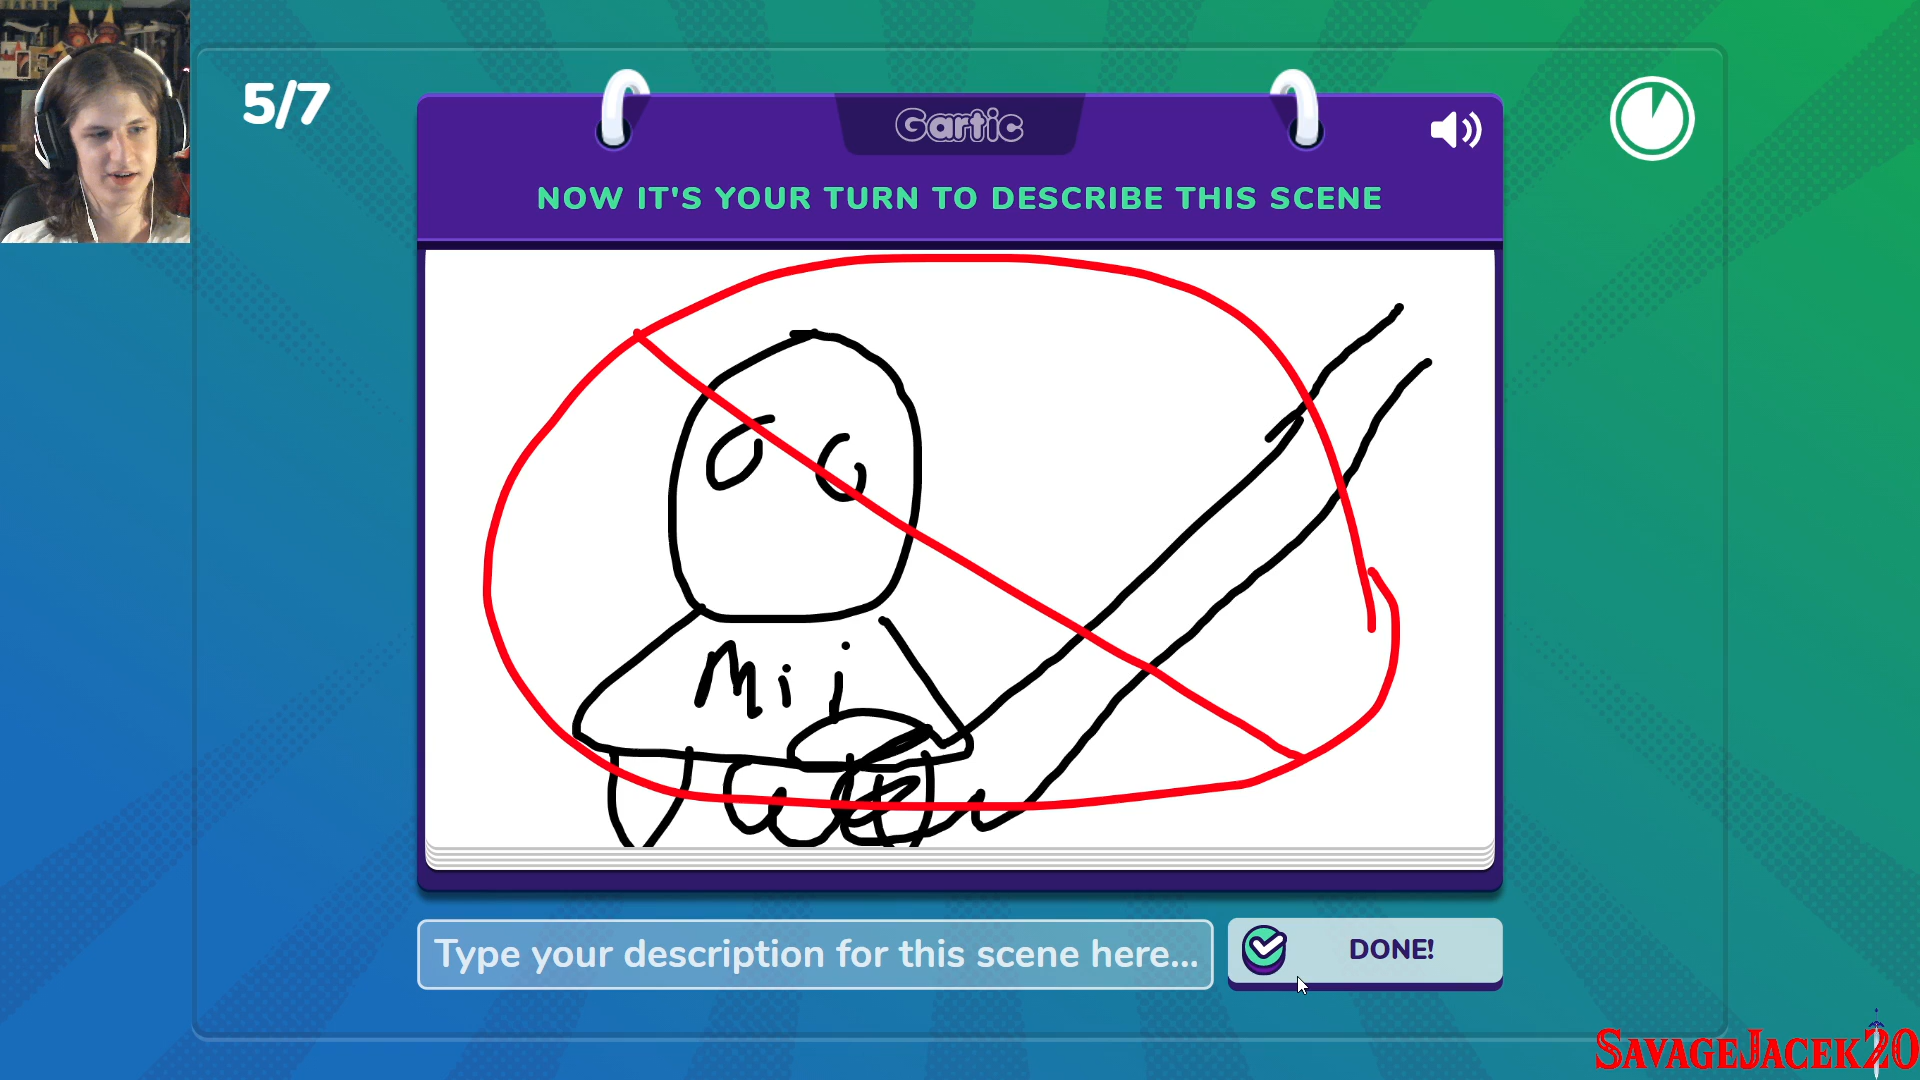 5/7
Gartic
NOW IT'S YOUR TURN TO DESCRIBE THIS SCENE
Mii
Type your description for this scene here...
DONE!
SAVAGEJACEK20